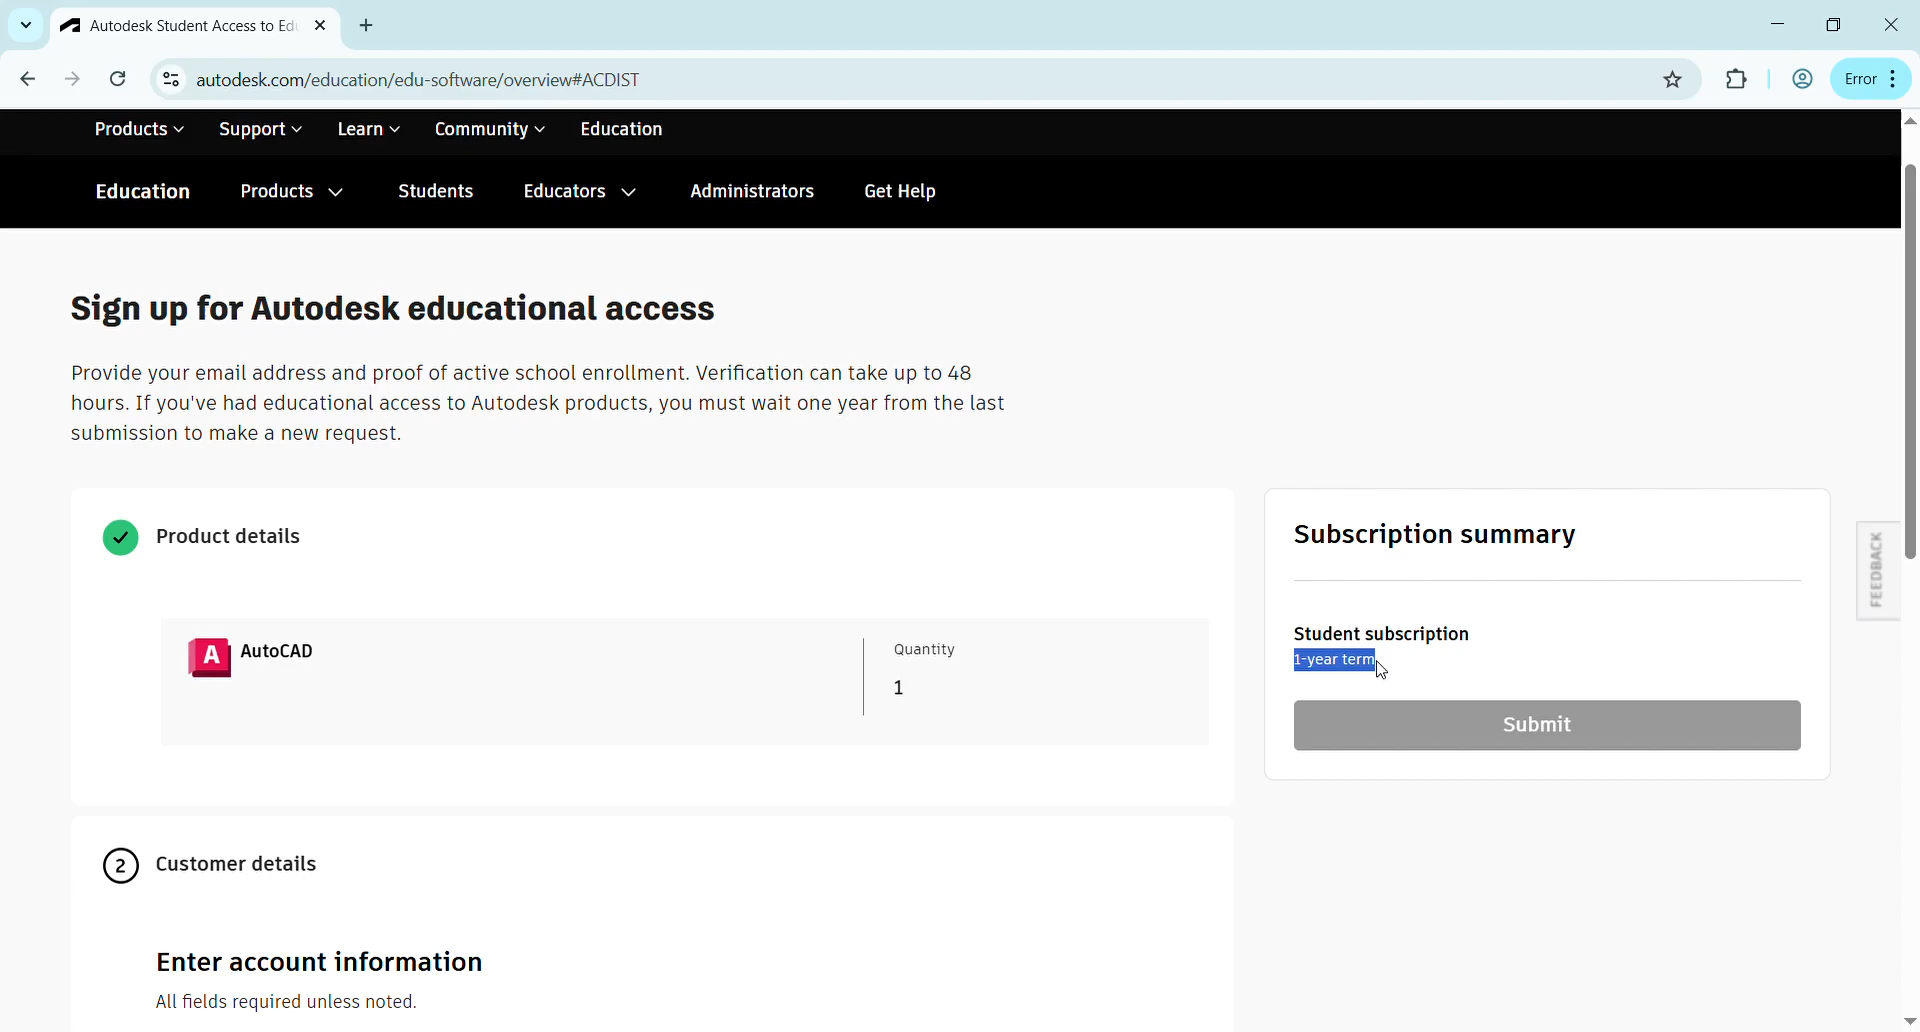 Autodesk Student Access to Edu
autodesk.com/education/edu-software/overview#ACDIST
Error
Products Support Learn Community Education
Education Products Students Educators Administrators Get Help
Sign up for Autodesk educational access
Provide your email address and proof of active school enrollment. Verification can take up to 48
hours. If you've had educational access to Autodesk products, you must wait one year from the last
submission to make a new request.
Product details
A AutoCAD
Quantity
1
Subscription summary
Student subscription
1-year term
Submit
FEEDBACK
2 Customer details
Enter account information
All fields required unless noted.